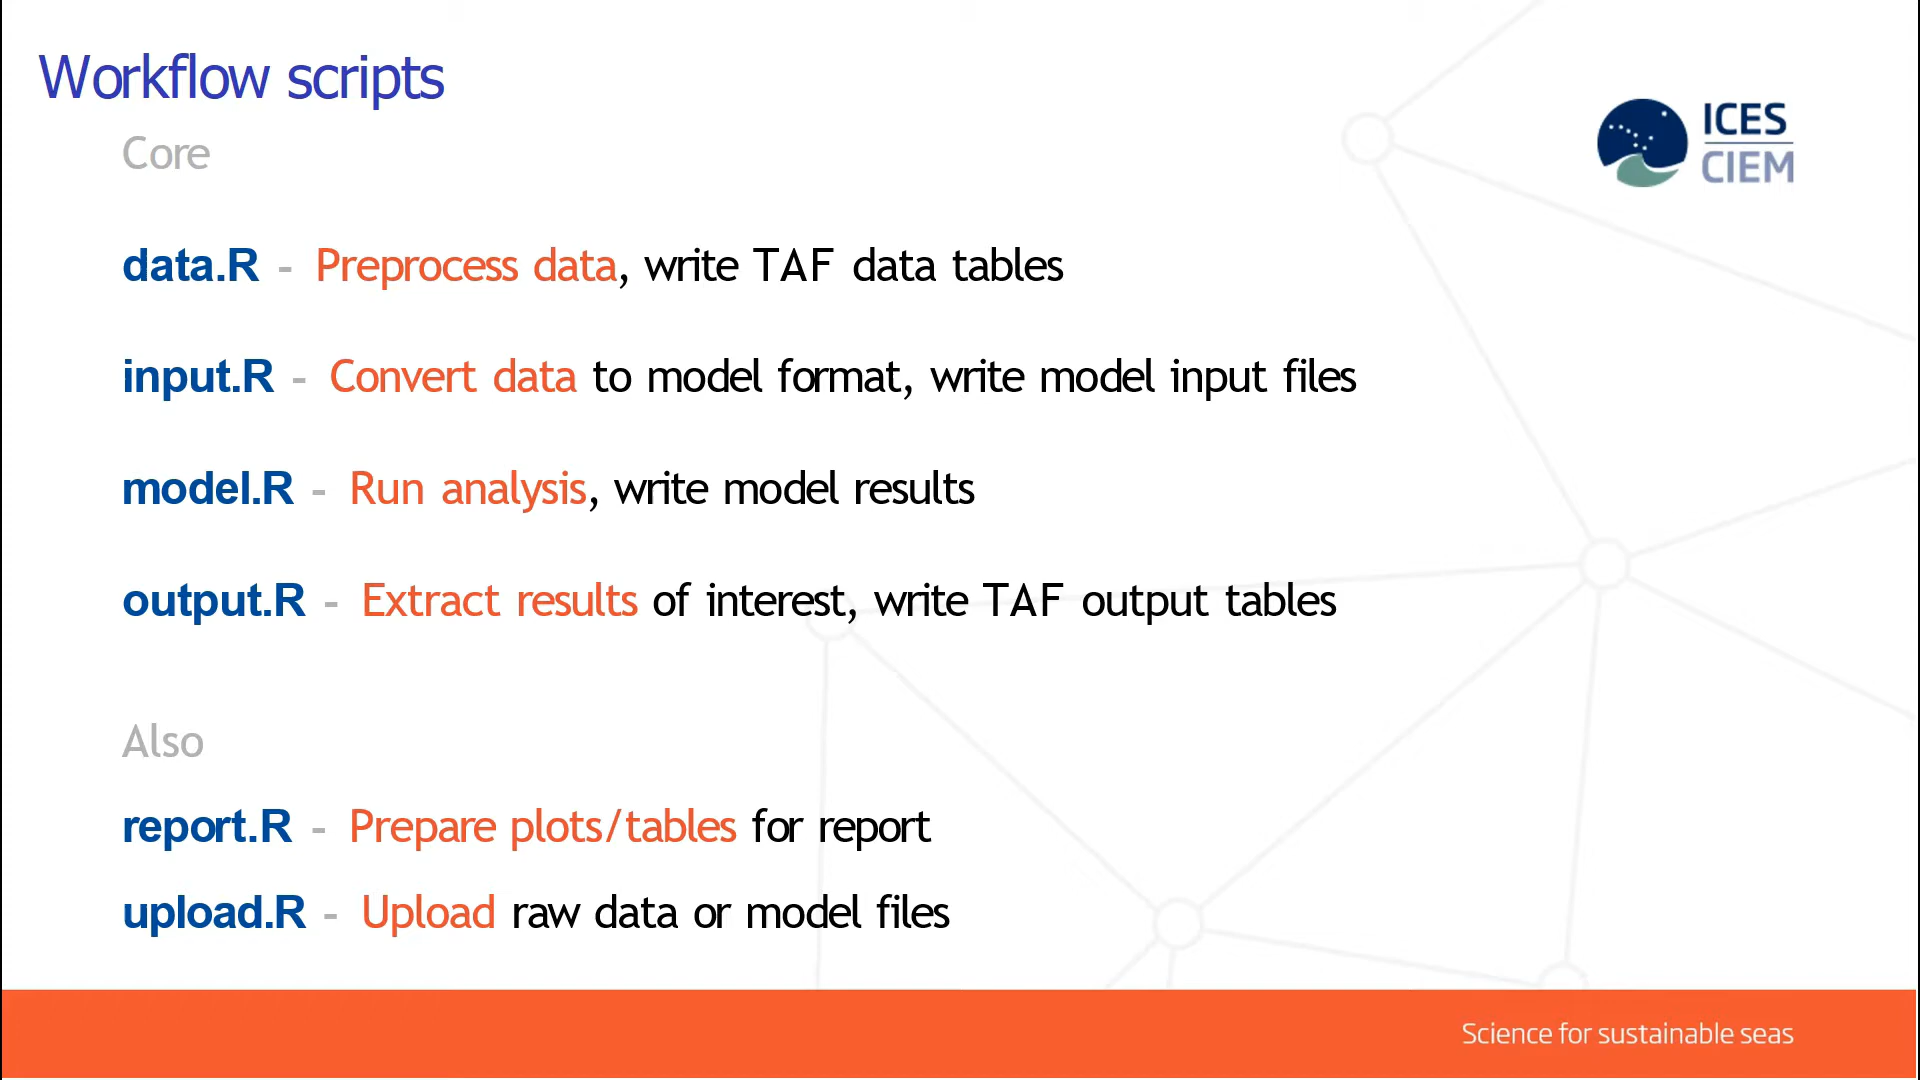 Workflow scripts
ICES
CIEM
Core
data.R - Preprocess data, write TAF data tables
input.R - Convert data to model format, write model input files
model.R - Run analysis, write model results
output.R - Extract results of interest, write TAF output tables
Also
report.R - Prepare plots/tables for report
upload.R - Upload raw data or model files
Science for sustainable seas